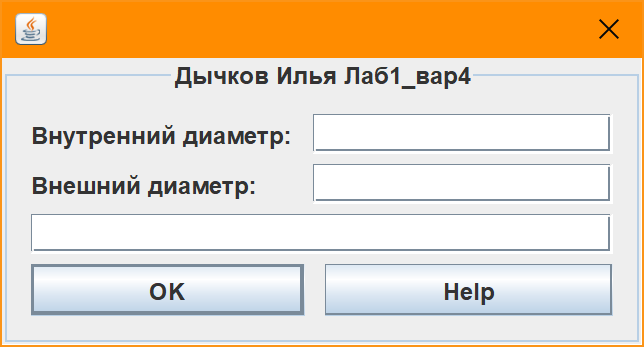 Дычков Илья Лаб1_вар4
Внутренний диаметр:
Внешний диаметр:
OK Help